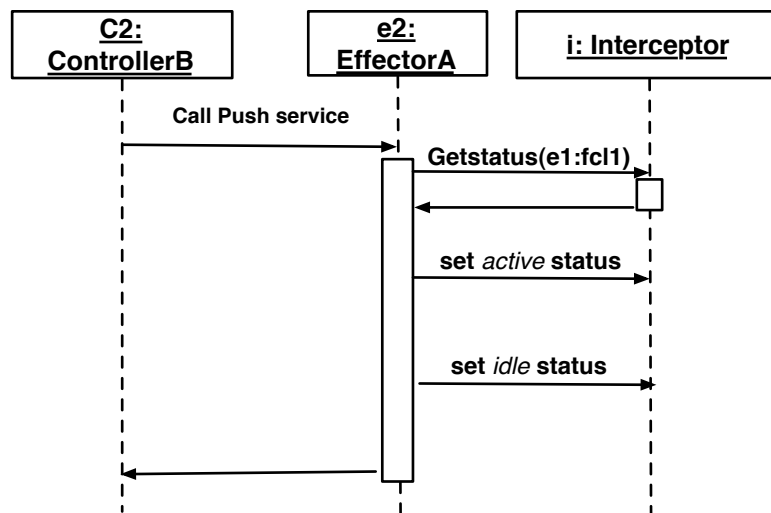 C2:
ControllerB
e2:
EffectorA
i: Interceptor
Call Push service
Getstatus(e1:fcl1)
set active status
set idle status